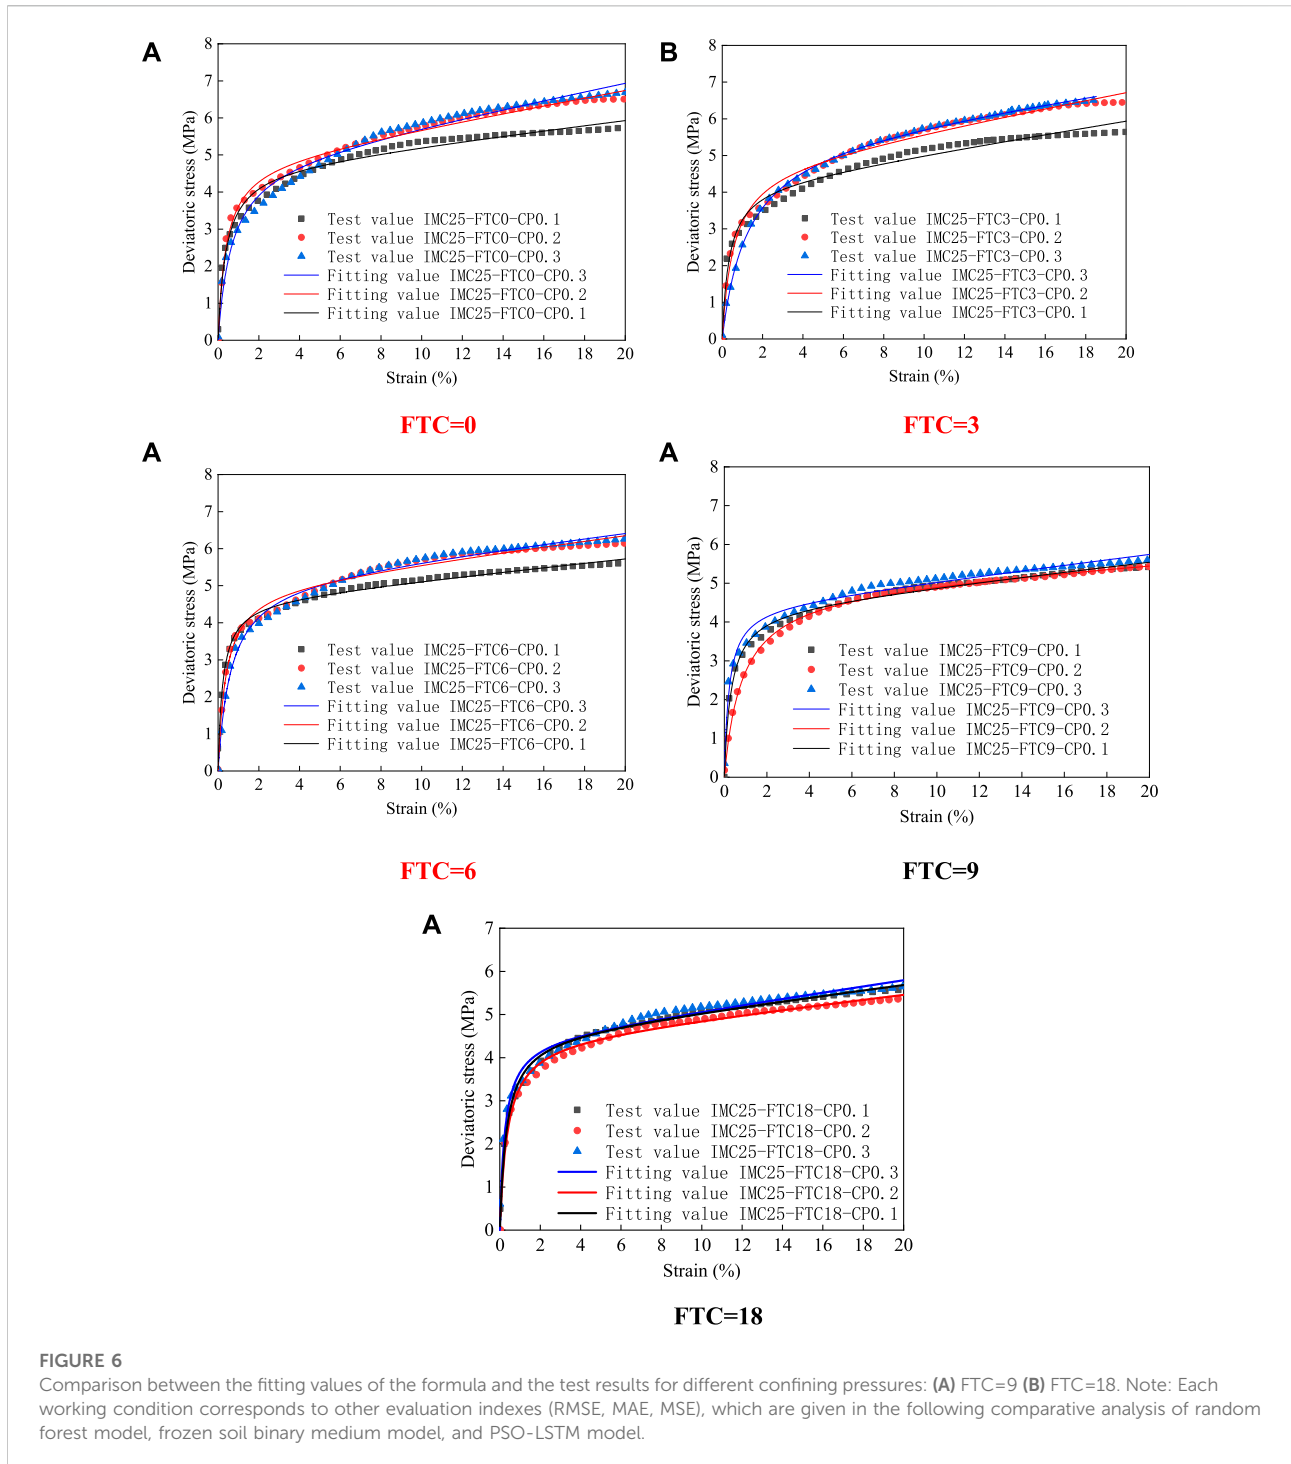 A
8
7
6
5
4
3
2
1
0
Deviatoric stress (MPa)
Test value IMC25-FTC0-CP0.1
Test value IMC25-FTC0-CP0.2
Test value IMC25-FTC0-CP0.3
Fitting value IMC25-FTC0-CP0.3
Fitting value IMC25-FTC0-CP0.2
Fitting value IMC25-FTC0-CP0.1
0 2 4 6 8 10 12 14 16 18 20
Strain (%)
FTC=0
B
8
7
6
5
4
3
2
1
0
Deviatoric stress (MPa)
Test value IMC25-FTC3-CP0.1
Test value IMC25-FTC3-CP0.2
Test value IMC25-FTC3-CP0.3
Fitting value IMC25-FTC3-CP0.3
Fitting value IMC25-FTC3-CP0.2
Fitting value IMC25-FTC3-CP0.1
0 2 4 6 8 10 12 14 16 18 20
Strain (%)
FTC=3
A
8
7
6
5
4
3
2
1
0
Deviatoric stress (MPa)
Test value IMC25-FTC6-CP0.1
Test value IMC25-FTC6-CP0.2
Test value IMC25-FTC6-CP0.3
Fitting value IMC25-FTC6-CP0.3
Fitting value IMC25-FTC6-CP0.2
Fitting value IMC25-FTC6-CP0.1
0 2 4 6 8 10 12 14 16 18 20
Strain (%)
FTC=6
A
8
7
6
5
4
3
2
1
0
Deviatoric stress (MPa)
Test value IMC25-FTC9-CP0.1
Test value IMC25-FTC9-CP0.2
Test value IMC25-FTC9-CP0.3
Fitting value IMC25-FTC9-CP0.3
Fitting value IMC25-FTC9-CP0.2
Fitting value IMC25-FTC9-CP0.1
0 2 4 6 8 10 12 14 16 18 20
Strain (%)
FTC=9
A
7
6
5
4
3
2
1
0
Deviatoric stress (MPa)
Test value IMC25-FTC18-CP0.1
Test value IMC25-FTC18-CP0.2
Test value IMC25-FTC18-CP0.3
Fitting value IMC25-FTC18-CP0.3
Fitting value IMC25-FTC18-CP0.2
Fitting value IMC25-FTC18-CP0.1
0 2 4 6 8 10 12 14 16 18 20
Strain (%)
FTC=18
FIGURE 6
Comparison between the fitting values of the formula and the test results for different confining pressures: (A) FTC=9 (B) FTC=18. Note: Each
working condition corresponds to other evaluation indexes (RMSE, MAE, MSE), which are given in the following comparative analysis of random
forest model, frozen soil binary medium model, and PSO-LSTM model.